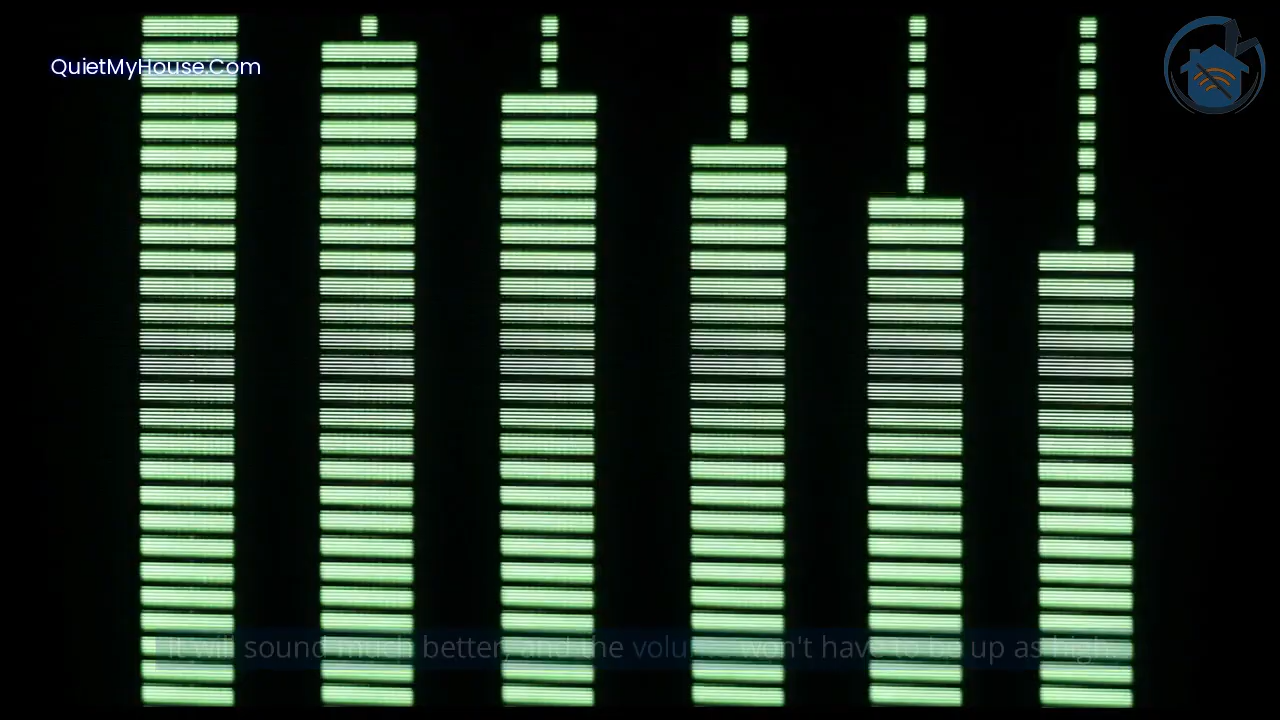 QuietMyHouse.Com
It will sound much better, and the volume won't have to be up as high.